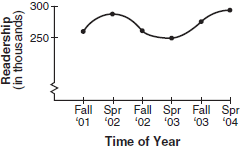 Readership
(in thousands)
300
250
Fall Spr Fall Spr Fall Spr
‘01 ‘02 ‘02 ‘03 ‘03 ‘04
Time of Year